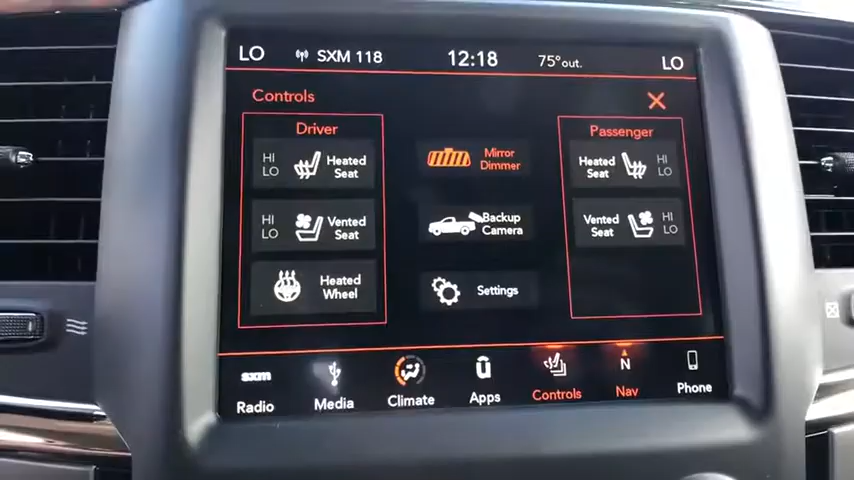 LO SXM 118 12:18 75°out. LO
Controls
Driver
Passenger
HI
LO
Heated
Seat
Mirror
Dimmer
Heated
Seat
HI
LO
HI
LO
Vented
Seat
Backup
Camera
Vented
Seat
HI
LO
Heated
Wheel
Settings
sxm
N
Radio Media Climate Apps Controls Nav Phone